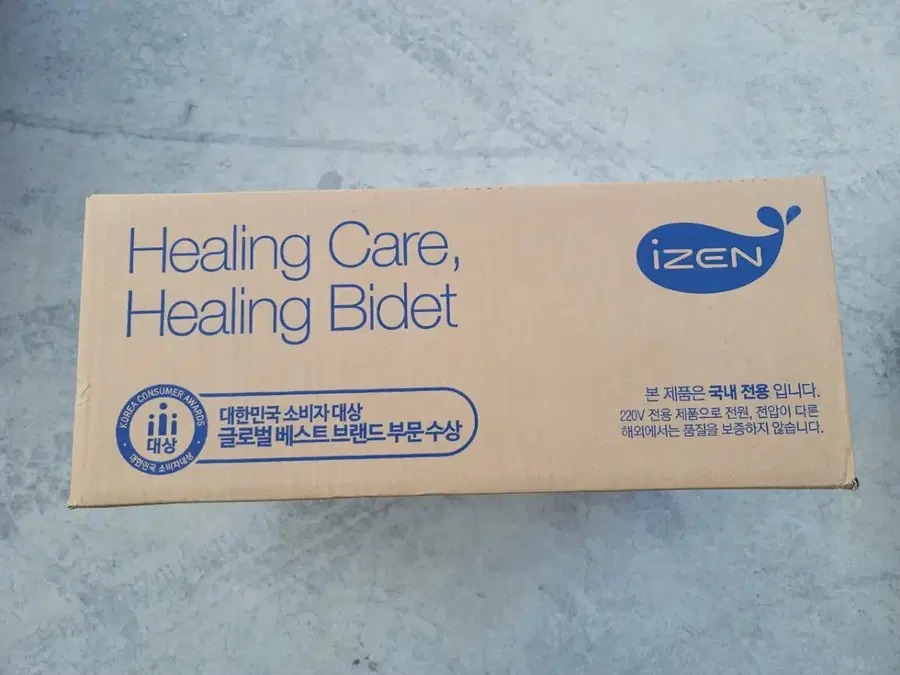 Healing Care,
Healing Bidet
iZEN
KOREA CONSUMER AWARDS
대상
대한민국 소비자대상
대한민국 소비자 대상
글로벌 베스트 브랜드 부문 수상
본 제품은 국내 전용 입니다.
220V 전용 제품으로 전원, 전압이 다른
해외에서는 품질을 보증하지 않습니다.